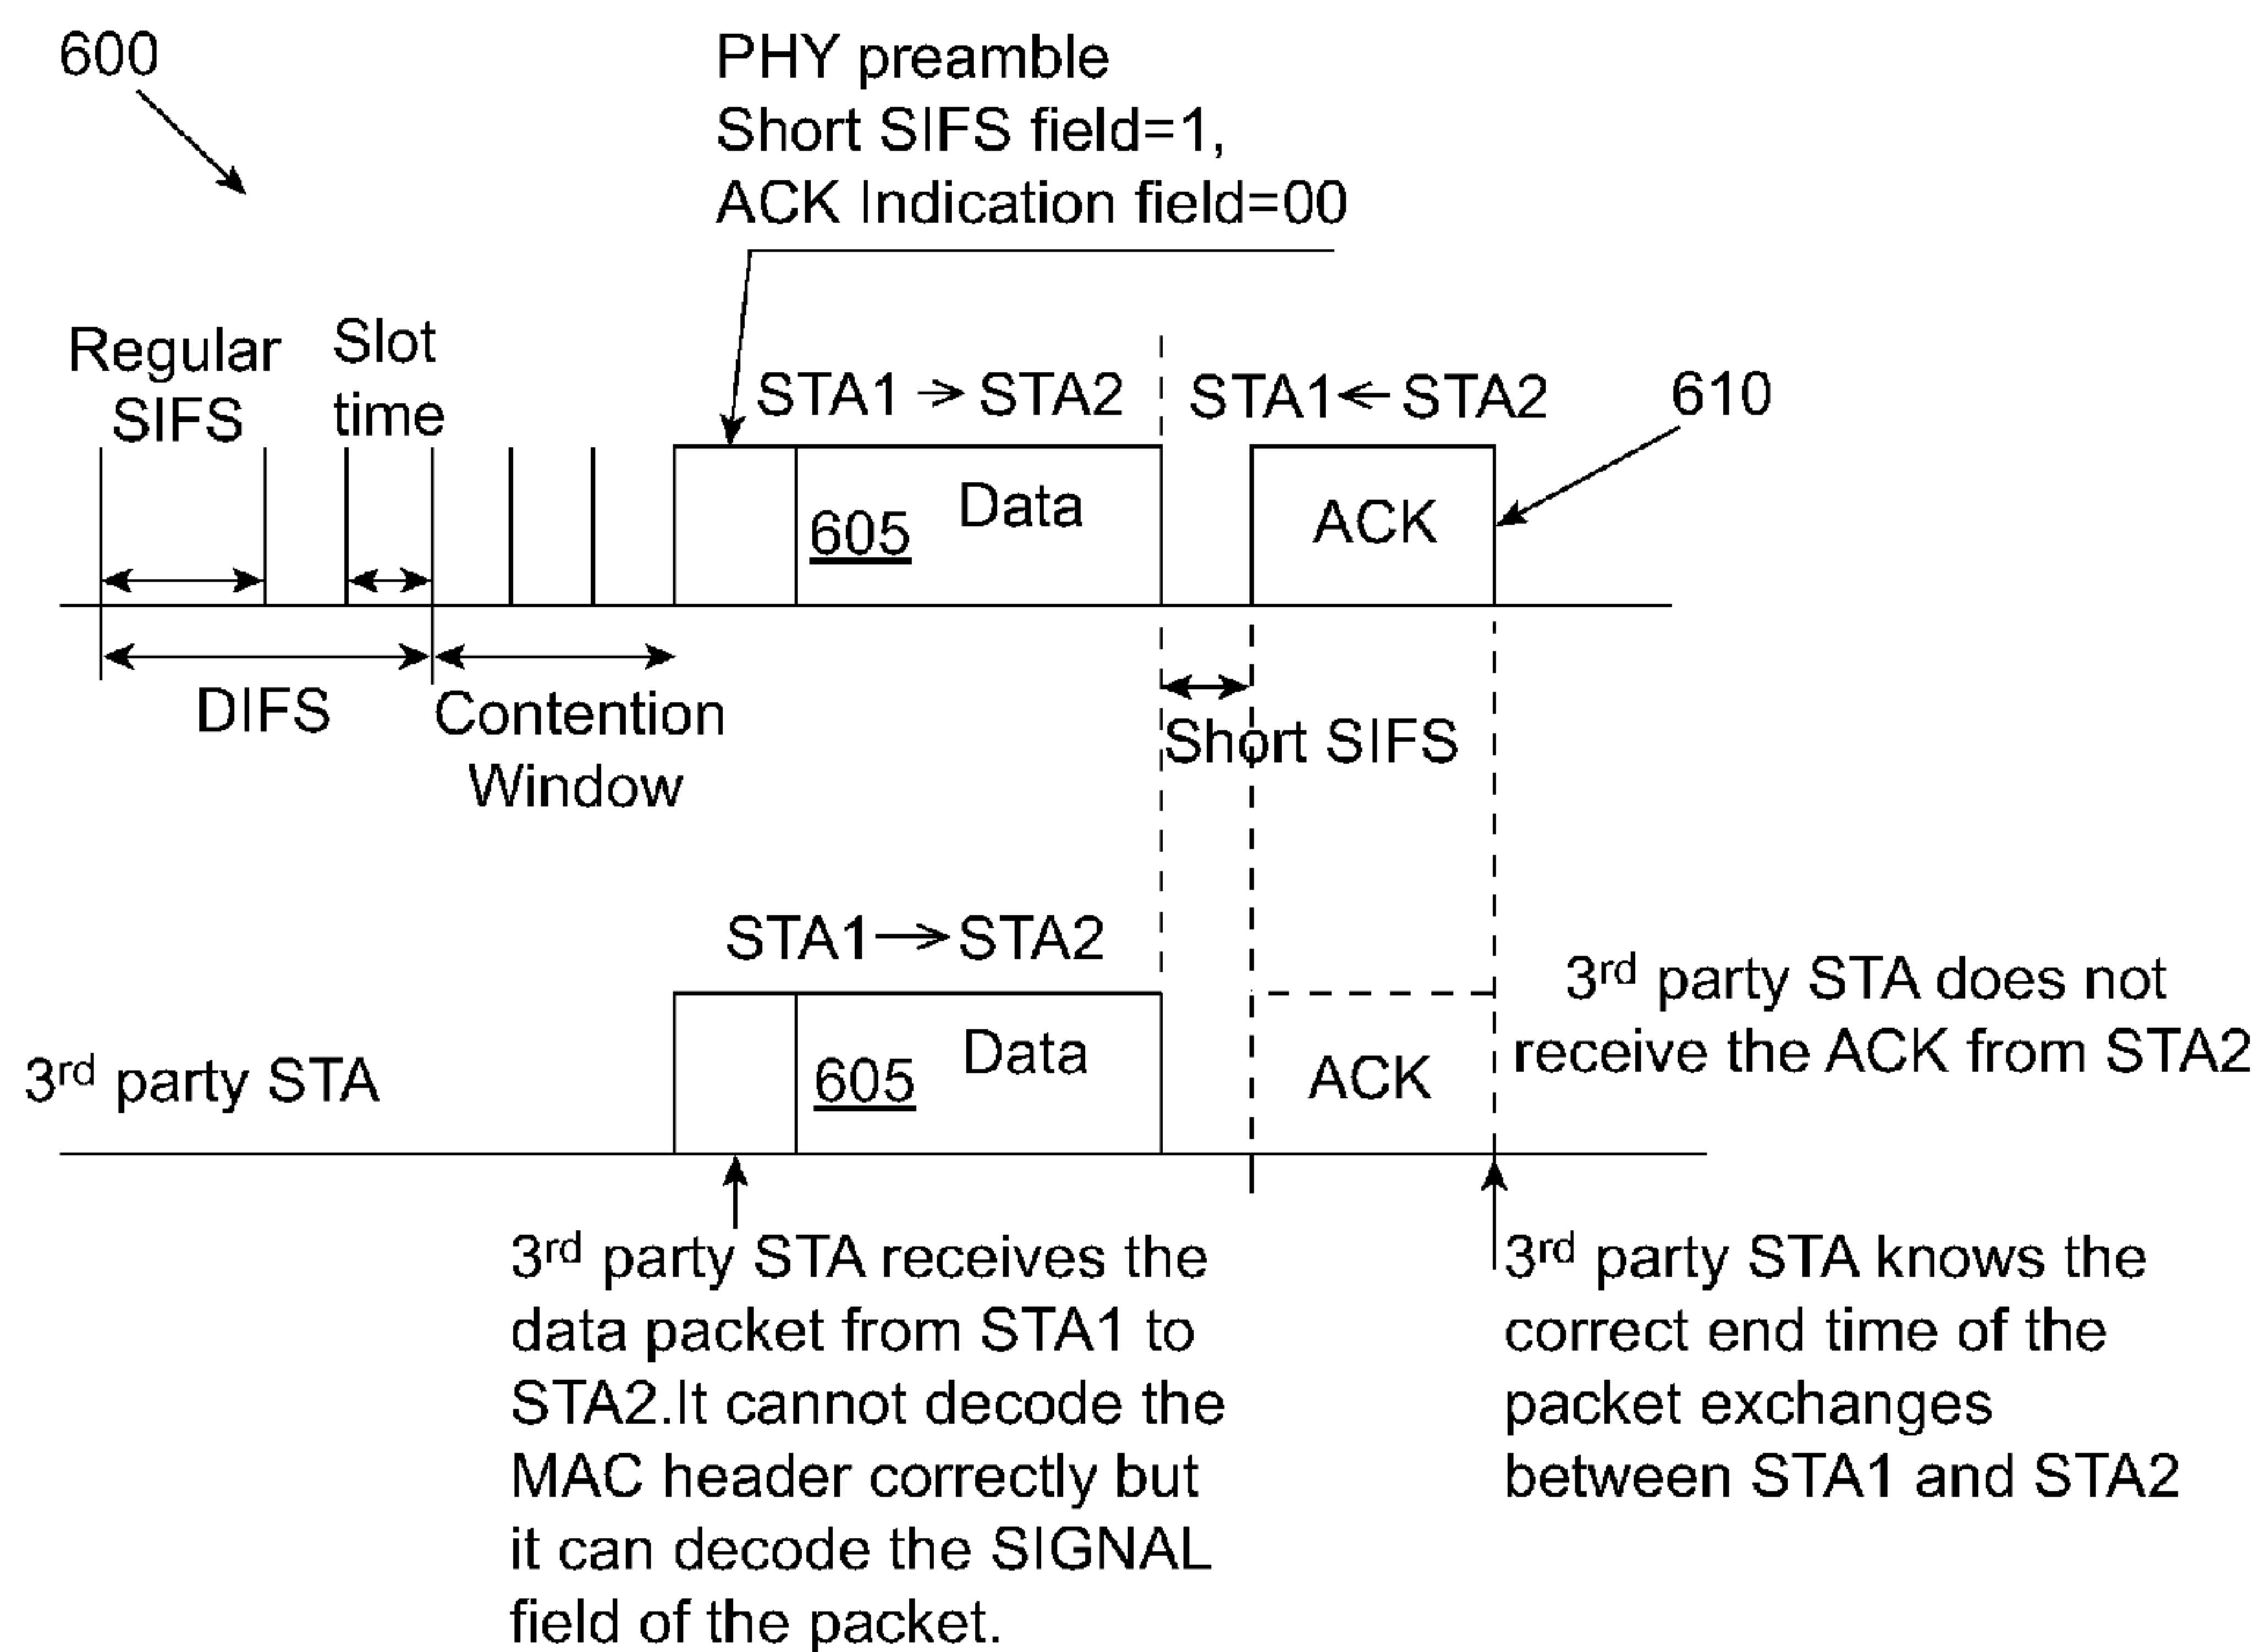 600
PHY preamble
Short SIFS field=1,
ACK Indication field=00
Regular
SIFS
Slot
time
STA1 → STA2
STA1 ← STA2
610
605
Data
ACK
DIFS
Contention
Window
Short SIFS
STA1 → STA2
3rd party STA
605
Data
ACK
3rd party STA does not
receive the ACK from STA2
3rd party STA receives the
data packet from STA1 to
STA2.It cannot decode the
MAC header correctly but
it can decode the SIGNAL
field of the packet.
3rd party STA knows the
correct end time of the
packet exchanges
between STA1 and STA2